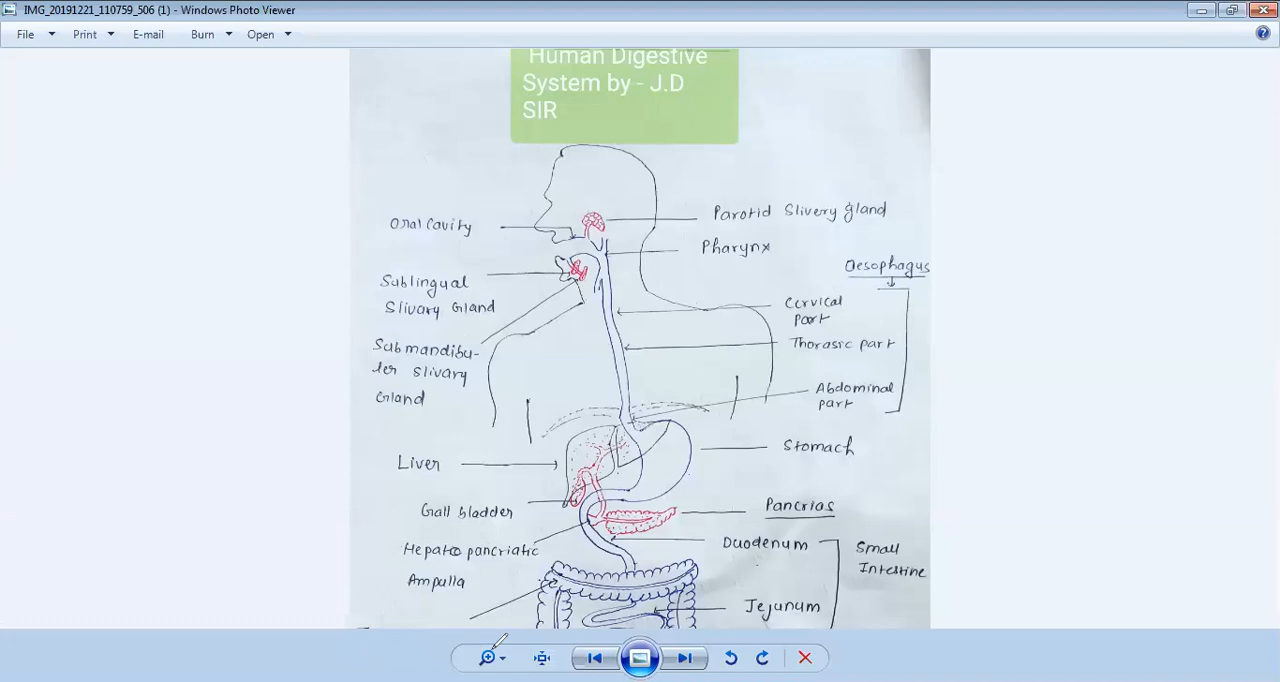 IMG_20191221_110759_506 (1) - Windows Photo Viewer
File Print E-mail Burn Open
Human Digestive
System by - J.D
SIR
Oral cavity
Parotid Slivery gland
Pharynx
Oesophagus
Sublingual
Slivary Gland
Cervical
part
Submandibu-
ler Slivary
Gland
Thorasic part
Abdominal
part
Liver
Stomach
Gall bladder
Pancrias
Hepato pancriatic
Ampulla
Duodenum
Small
Intestine
Jejunum